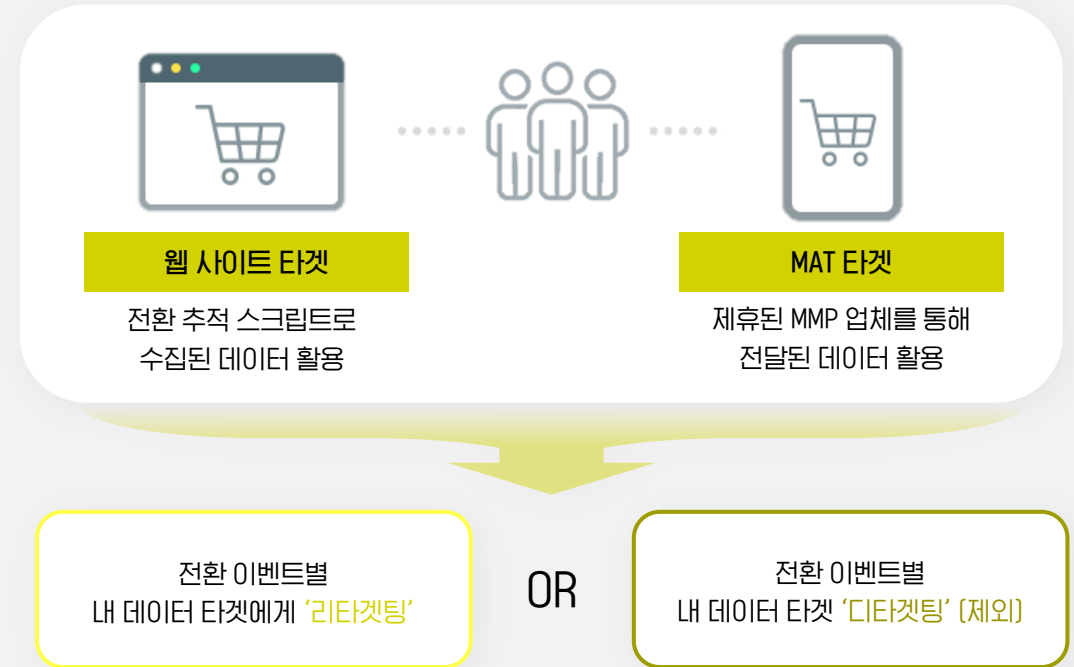 웹 사이트 타겟
전환 추적 스크립트로
수집된 데이터 활용
MAT 타겟
제휴된 MMP 업체를 통해
전달된 데이터 활용
전환 이벤트별
내 데이터 타겟에게 ‘리타겟팅’
OR
전환 이벤트별
내 데이터 타겟 ‘디타겟팅’ (제외)